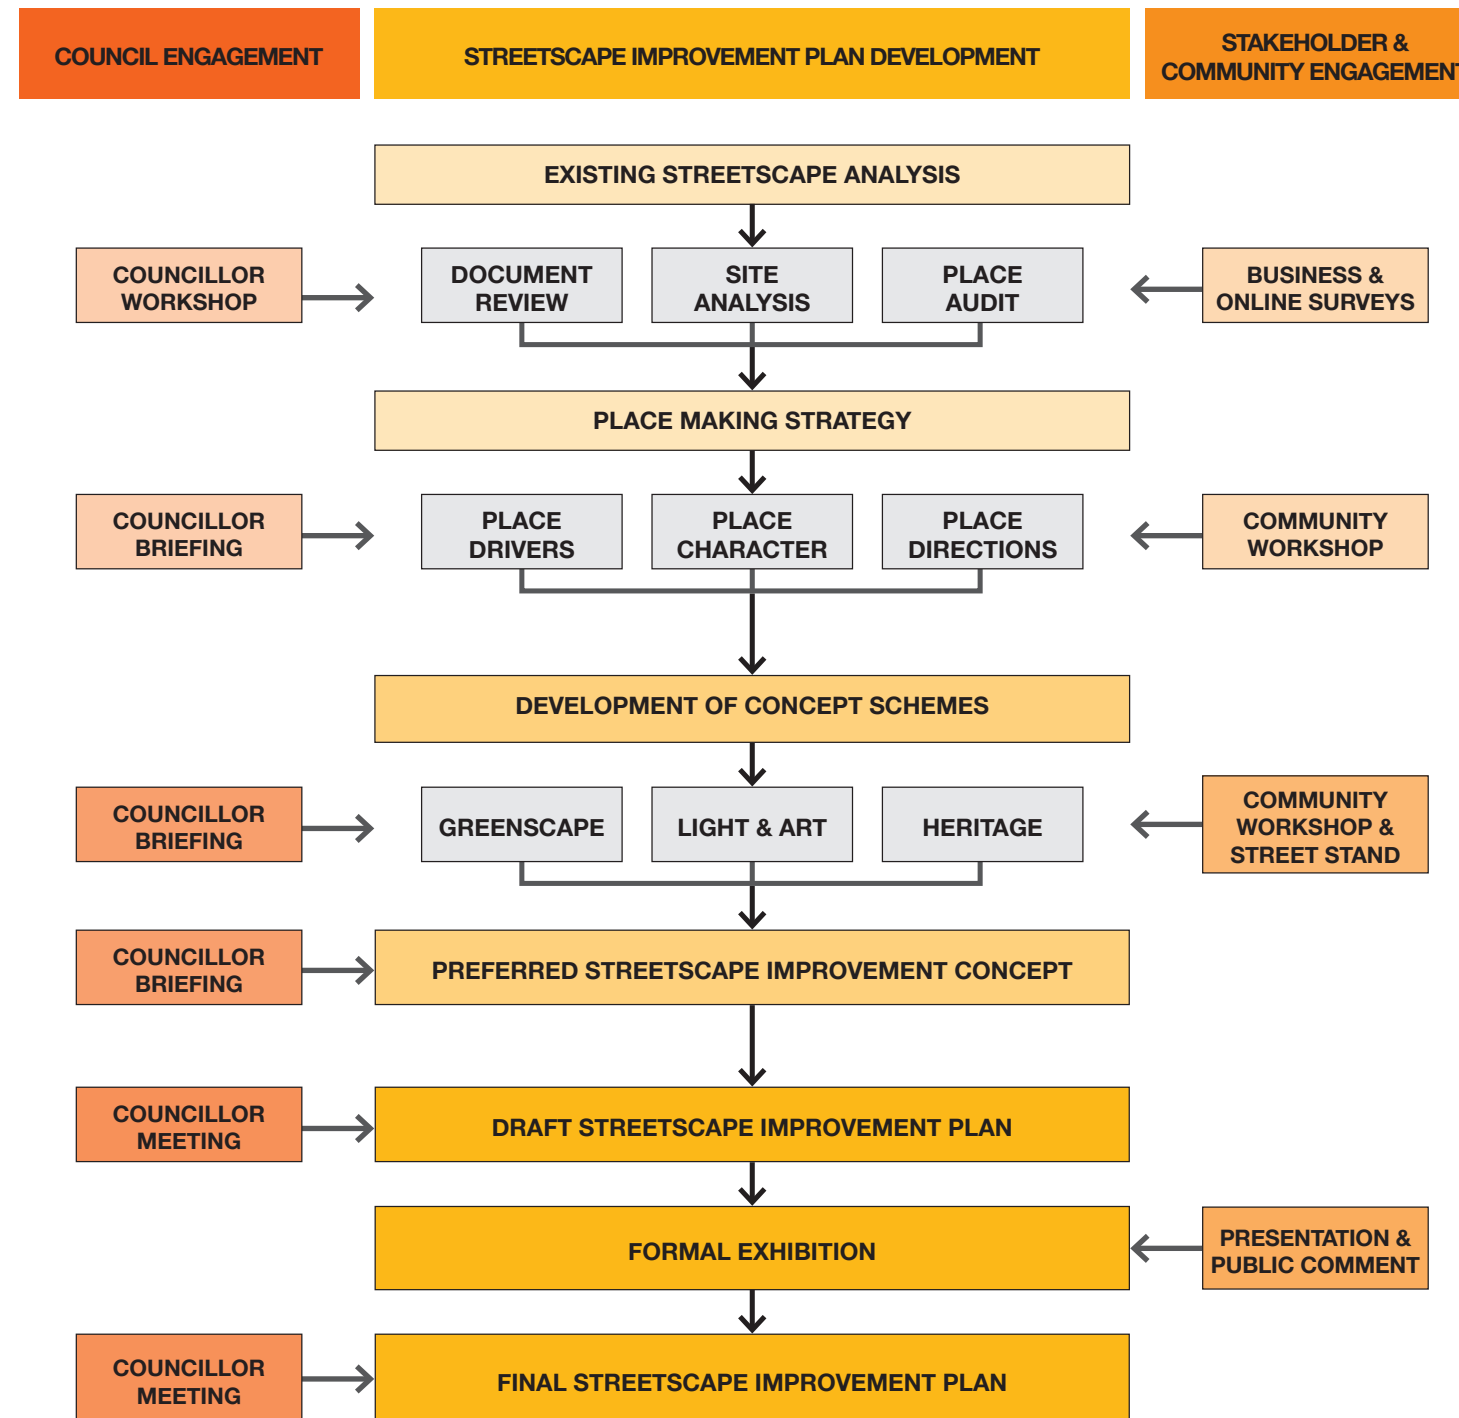 COUNCIL ENGAGEMENT
STREETSCAPE IMPROVEMENT PLAN DEVELOPMENT
STAKEHOLDER &
COMMUNITY ENGAGEMENT
EXISTING STREETSCAPE ANALYSIS
COUNCILLOR
WORKSHOP
DOCUMENT
REVIEW
SITE
ANALYSIS
PLACE
AUDIT
BUSINESS &
ONLINE SURVEYS
PLACE MAKING STRATEGY
COUNCILLOR
BRIEFING
PLACE
DRIVERS
PLACE
CHARACTER
PLACE
DIRECTIONS
COMMUNITY
WORKSHOP
DEVELOPMENT OF CONCEPT SCHEMES
COUNCILLOR
BRIEFING
GREENSCAPE
LIGHT & ART
HERITAGE
COMMUNITY
WORKSHOP &
STREET STAND
COUNCILLOR
BRIEFING
PREFERRED STREETSCAPE IMPROVEMENT CONCEPT
COUNCILLOR
MEETING
DRAFT STREETSCAPE IMPROVEMENT PLAN
FORMAL EXHIBITION
PRESENTATION &
PUBLIC COMMENT
COUNCILLOR
MEETING
FINAL STREETSCAPE IMPROVEMENT PLAN